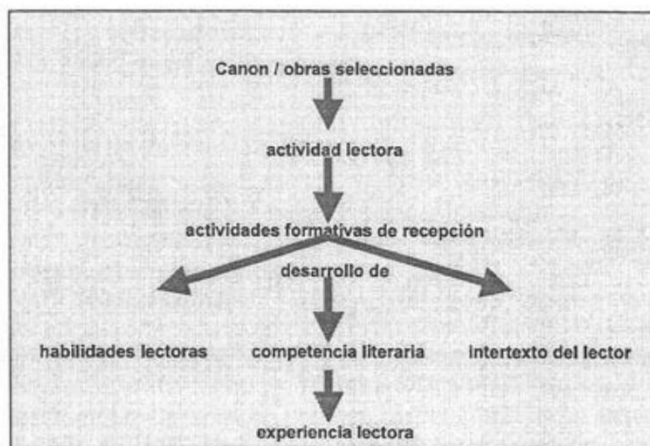 Canon / obras seleccionadas
actividad lectora
actividades formativas de recepción
desarrollo de
habilidades lectoras competencia literaria intertexto del lector
experiencia lectora